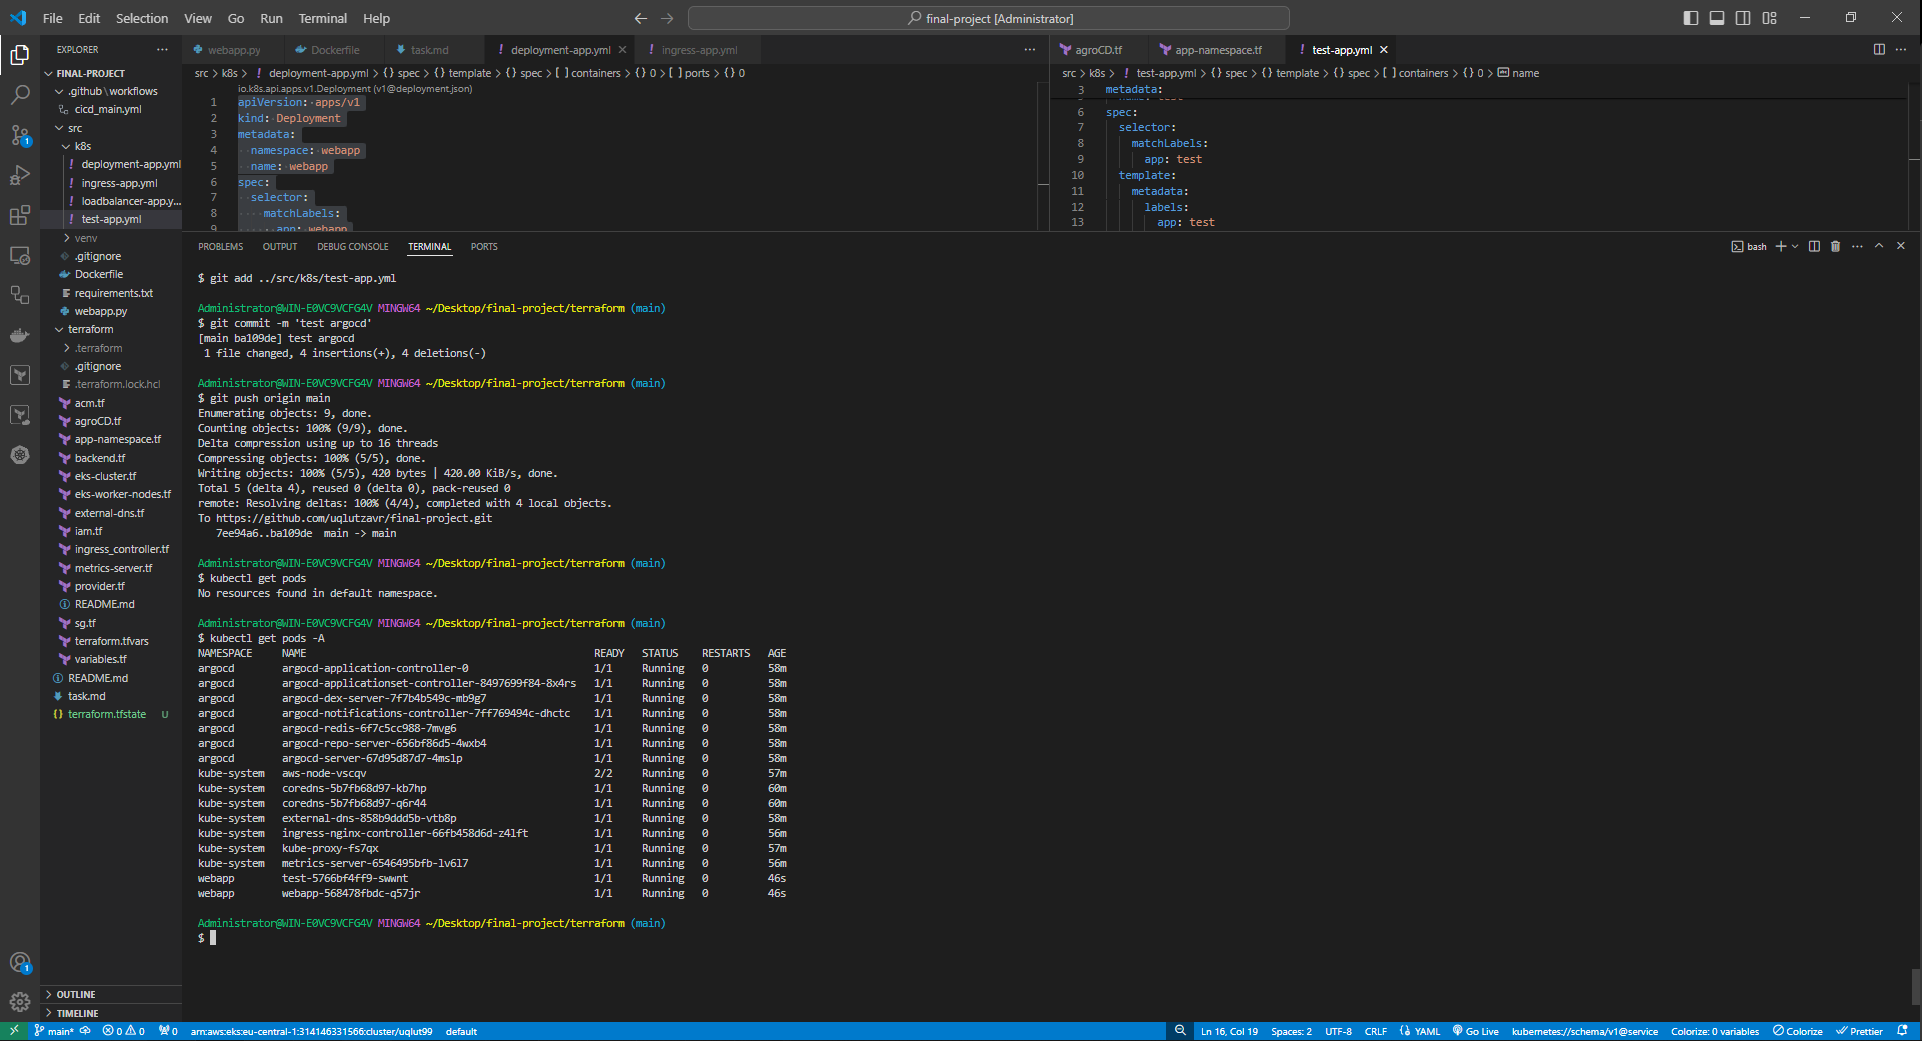 File Edit Selection View Go Run Terminal Help
final-project [Administrator]
EXPLORER
FINAL-PROJECT
.github\workflows
cicd_main.yml
src
k8s
deployment-app.yml
ingress-app.yml
loadbalancer-app.y...
test-app.yml
venv
.gitignore
Dockerfile
requirements.txt
webapp.py
terraform
.terraform
.gitignore
.terraform.lock.hcl
acm.tf
agroCD.tf
app-namespace.tf
backend.tf
eks-cluster.tf
eks-worker-nodes.tf
external-dns.tf
iam.tf
ingress_controller.tf
metrics-server.tf
provider.tf
README.md
sg.tf
terraform.tfvars
variables.tf
README.md
task.md
terraform.tfstate U
OUTLINE
TIMELINE
webapp.py Dockerfile task.md deployment-app.yml ingress-app.yml
src > k8s > ! deployment-app.yml > {} spec > {} template > {} spec > [ ] containers > {} 0 > [ ] ports > {} 0
io.k8s.api.apps.v1.Deployment (v1@deployment.json)
1 apiVersion: apps/v1
2 kind: Deployment
3 metadata:
4 namespace: webapp
5 name: webapp
6 spec:
7 selector:
8 matchLabels:
9 app: webapp
agroCD.tf app-namespace.tf test-app.yml
src > k8s > ! test-app.yml > {} spec > {} template > {} spec > [ ] containers > {} 0 > name
3 metadata:
6 spec:
7 selector:
8 matchLabels:
9 app: test
10 template:
11 metadata:
12 labels:
13 app: test
PROBLEMS OUTPUT DEBUG CONSOLE TERMINAL PORTS
bash
$ git add ../src/k8s/test-app.yml
Administrator@WIN-E0VC9VCFG4V MINGW64 ~/Desktop/final-project/terraform (main)
$ git commit -m 'test argocd'
[main ba109de] test argocd
1 file changed, 4 insertions(+), 4 deletions(-)
Administrator@WIN-E0VC9VCFG4V MINGW64 ~/Desktop/final-project/terraform (main)
$ git push origin main
Enumerating objects: 9, done.
Counting objects: 100% (9/9), done.
Delta compression using up to 16 threads
Compressing objects: 100% (5/5), done.
Writing objects: 100% (5/5), 420 bytes | 420.00 KiB/s, done.
Total 5 (delta 4), reused 0 (delta 0), pack-reused 0
remote: Resolving deltas: 100% (4/4), completed with 4 local objects.
To https://github.com/uqlutzavr/final-project.git
7ee94a6..ba109de main -> main
Administrator@WIN-E0VC9VCFG4V MINGW64 ~/Desktop/final-project/terraform (main)
$ kubectl get pods
No resources found in default namespace.
Administrator@WIN-E0VC9VCFG4V MINGW64 ~/Desktop/final-project/terraform (main)
$ kubectl get pods -A
NAMESPACE NAME READY STATUS RESTARTS AGE
argocd argocd-application-controller-0 1/1 Running 0 58m
argocd argocd-applicationset-controller-8497699f84-8x4rs 1/1 Running 0 58m
argocd argocd-dex-server-7f7b4b549c-mb9g7 1/1 Running 0 58m
argocd argocd-notifications-controller-7ff769494c-dhctc 1/1 Running 0 58m
argocd argocd-redis-6f7c5cc988-7mvg6 1/1 Running 0 58m
argocd argocd-repo-server-656bf86d5-4wxb4 1/1 Running 0 58m
argocd argocd-server-67d95d87d7-4mslp 1/1 Running 0 58m
kube-system aws-node-vscqv 2/2 Running 0 57m
kube-system coredns-5b7fb68d97-kb7hp 1/1 Running 0 60m
kube-system coredns-5b7fb68d97-q6r44 1/1 Running 0 60m
kube-system external-dns-858b9ddd5b-vtb8p 1/1 Running 0 58m
kube-system ingress-nginx-controller-66fb458d6d-z4lft 1/1 Running 0 56m
kube-system kube-proxy-fs7qx 1/1 Running 0 57m
kube-system metrics-server-6546495bfb-lv6l7 1/1 Running 0 56m
webapp test-5766bf4ff9-swwnt 1/1 Running 0 46s
webapp webapp-568478fbdc-q57jr 1/1 Running 0 46s
Administrator@WIN-E0VC9VCFG4V MINGW64 ~/Desktop/final-project/terraform (main)
$
main* 0 0 0 arn:aws:eks:eu-central-1:314146331566:cluster/uqlut99 default Ln 16, Col 19 Spaces: 2 UTF-8 CRLF YAML Go Live kubernetes://schema/v1@service Colorize: 0 variables Colorize Prettier